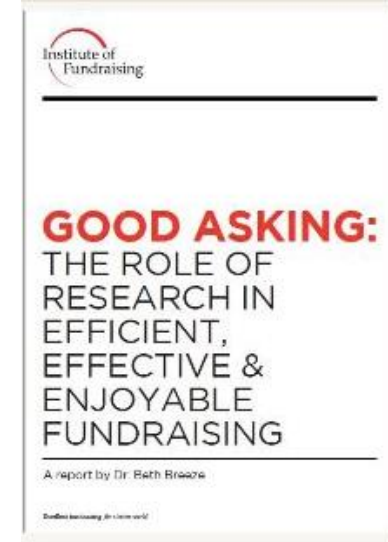 Institute of
Fundraising
GOOD ASKING:
THE ROLE OF
RESEARCH IN
EFFICIENT,
EFFECTIVE &
ENJOYABLE
FUNDRAISING
A report by Dr. Beth Breeze